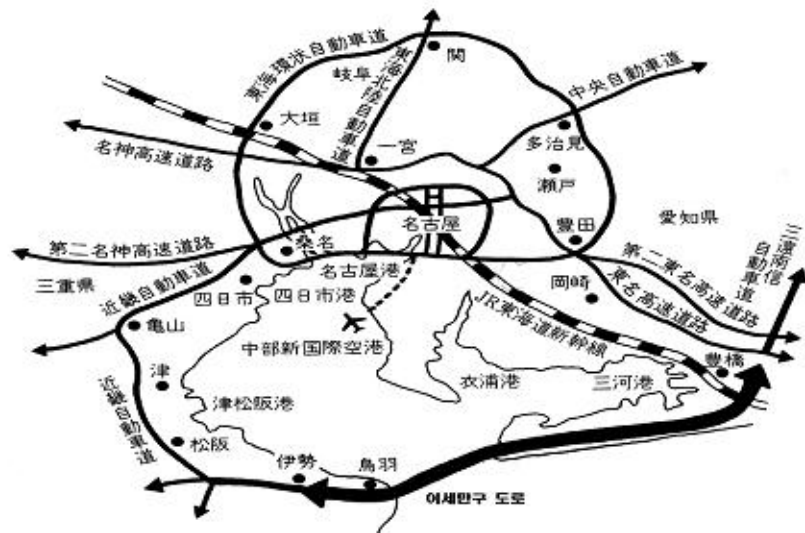 東海環状自動車道
岐阜
東海北陸自動車道
関
中央自動車道
大垣
一宮
多治見
名神高速道路
瀬戸
名古屋
豊田
愛知県
第二名神高速道路
桑名
三重県
近畿自動車道
四日市
四日市港
名古屋港
岡崎
第二東名高速道路
東名高速道路
三遠南信自動車道
亀山
中部新国際空港
JR東海道新幹線
豊橋
津
衣浦港
三河港
近畿自動車道
津松阪港
松阪
伊勢
鳥羽
이세만구 도로